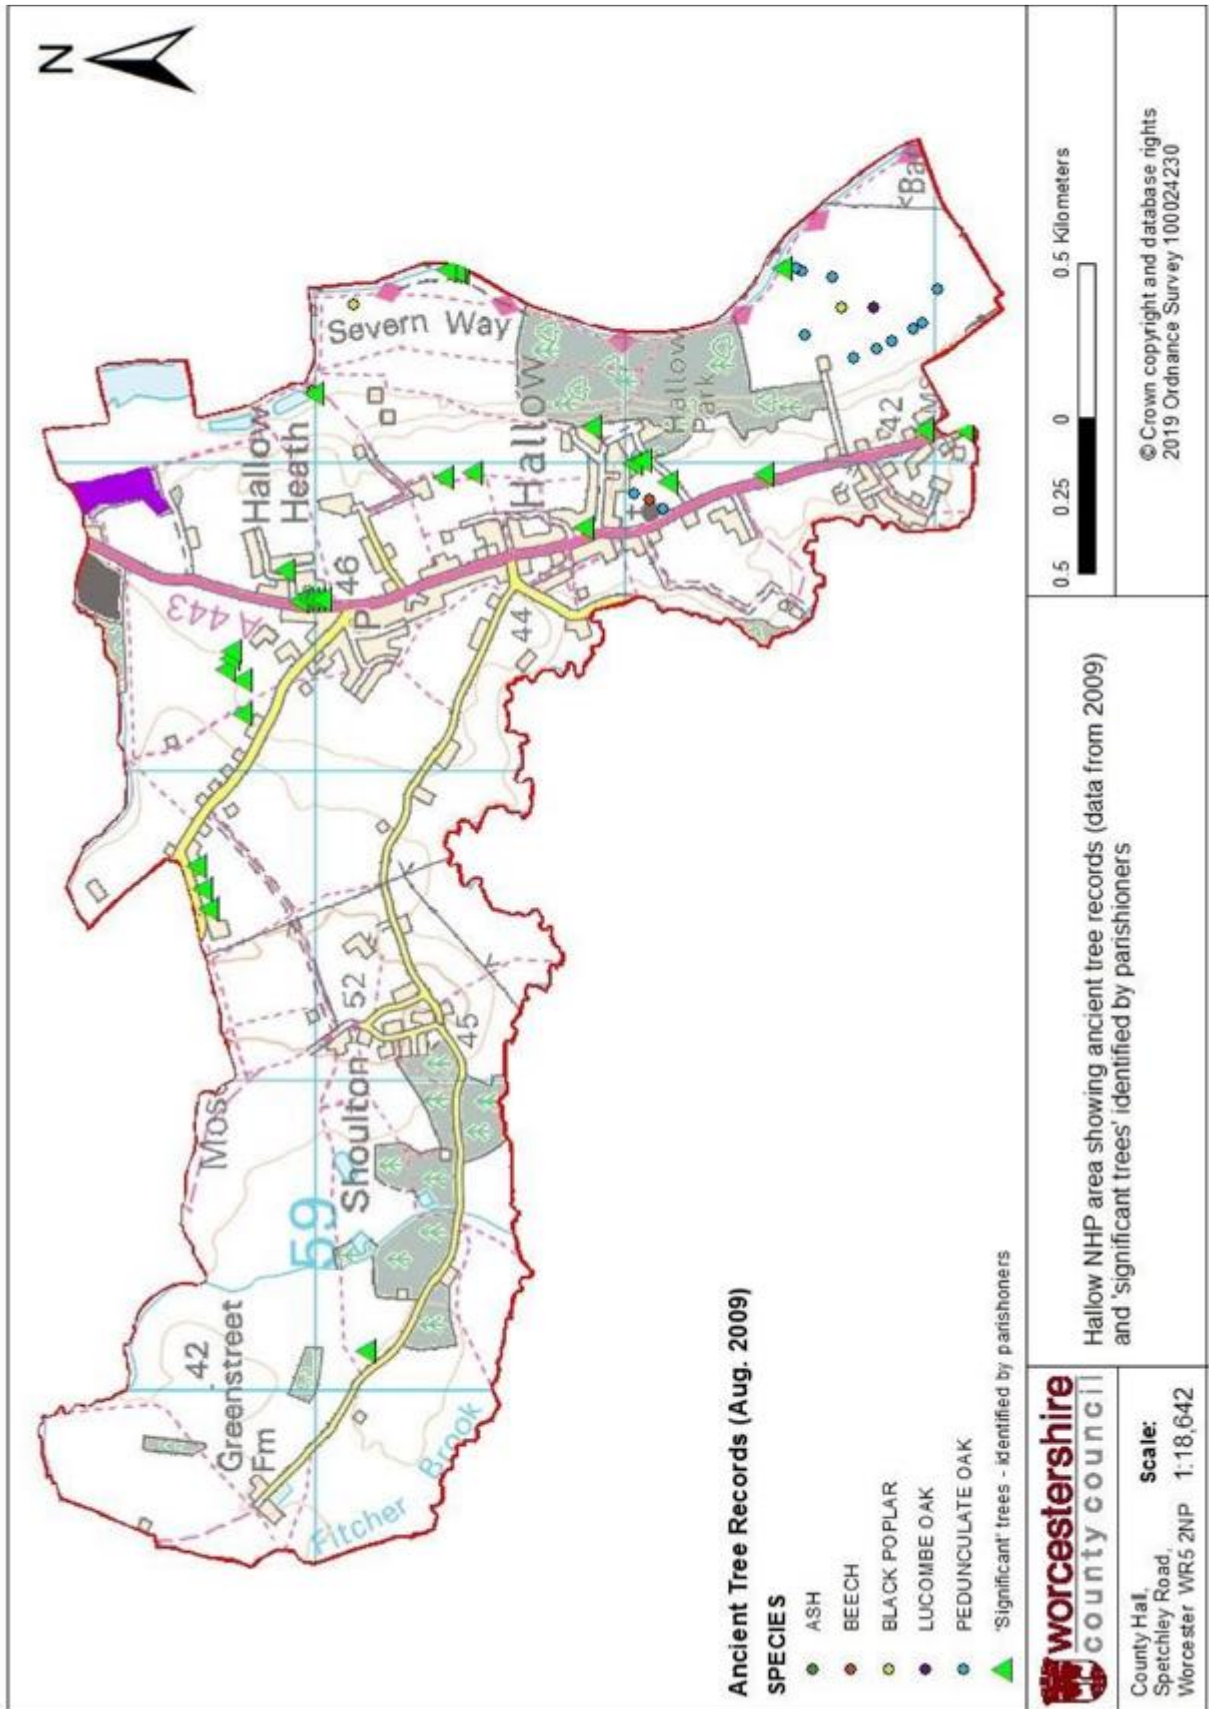 N
Mos
42
Greenstreet
Fm
59
Shoulton
52
45
Fitcher Brook
A 443
Hallow
Heath
46
P
44
Severn Way
Hallow
Hallow
Park
T
42
Ms
Ba
Ancient Tree Records (Aug. 2009)
SPECIES
ASH
BEECH
BLACK POPLAR
LUCOMBE OAK
PEDUNCULATE OAK
'Significant' trees - identified by parishoners
worcestershire
county council
County Hall,
Spetchley Road,
Worcester WR5 2NP
Scale:
1:18,642
Hallow NHP area showing ancient tree records (data from 2009)
and 'significant trees' identified by parishioners
0.5 0.25 0 0.5 Kilometers
© Crown copyright and database rights
2019 Ordnance Survey 100024230